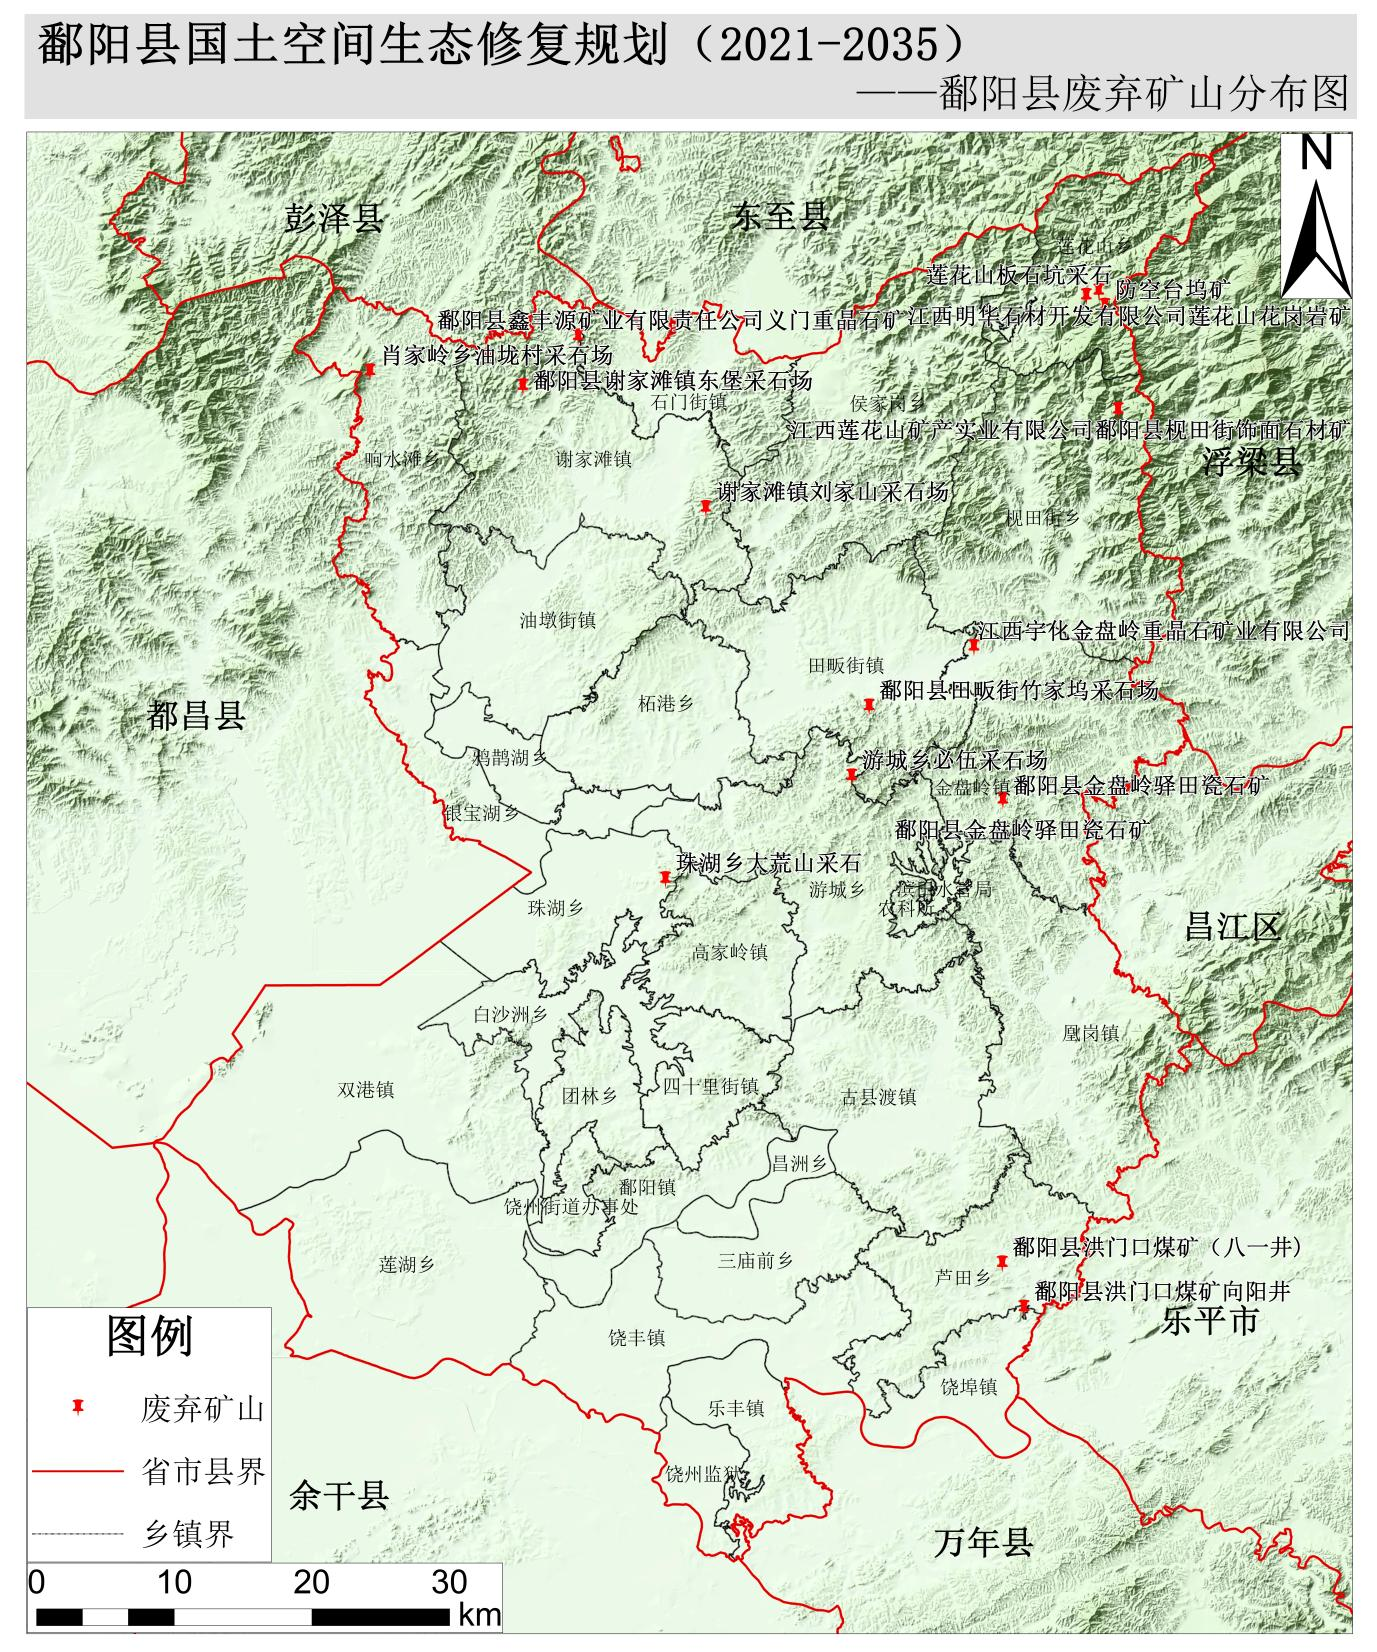 鄱阳县国土空间生态修复规划（2021-2035）
——鄱阳县废弃矿山分布图
N
彭泽县
东至县
莲花山乡
莲花山板石坑采石
防空台坞矿
鄱阳县鑫丰源矿业有限责任公司义门重晶石矿
江西明华石材开发有限公司莲花山花岗岩矿
肖家岭乡油垅村采石场
鄱阳县谢家滩镇东堡采石场
石门街镇
侯家岗乡
江西莲花山矿产实业有限公司鄱阳县枧田街饰面石材矿
响水滩乡
谢家滩镇
浮梁县
谢家滩镇刘家山采石场
枧田街乡
油墩街镇
江西宇化金盘岭重晶石矿业有限公司
田畈街镇
鄱阳县田畈街竹家坞采石场
柘港乡
都昌县
鸦鹊湖乡
游城乡必伍采石场
金盘岭镇
鄱阳县金盘岭驿田瓷石矿
银宝湖乡
鄱阳县金盘岭驿田瓷石矿
珠湖乡大荒山采石
游城乡
滨田水管局
农科所
珠湖乡
昌江区
高家岭镇
白沙洲乡
凰岗镇
双港镇
团林乡
四十里街镇
古县渡镇
昌洲乡
鄱阳镇
饶州街道办事处
莲湖乡
三庙前乡
鄱阳县洪门口煤矿（八一井）
芦田乡
鄱阳县洪门口煤矿向阳井
乐平市
饶丰镇
饶埠镇
乐丰镇
饶州监狱
余干县
万年县
图例
废弃矿山
省市县界
乡镇界
0 10 20 30
km